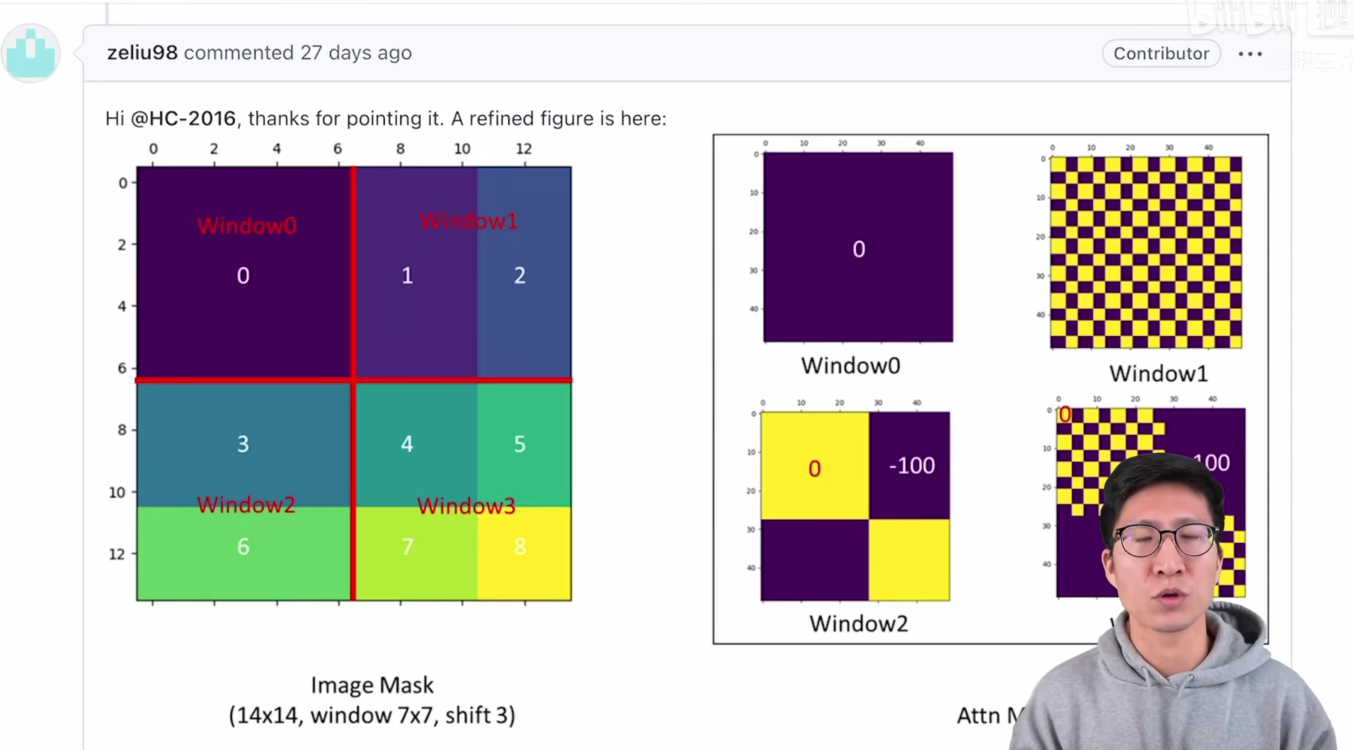 bilibili
zeliu98 commented 27 days ago
Contributor
Hi @HC-2016, thanks for pointing it. A refined figure is here:
0 2 4 6 8 10 12
0
2
4
6
8
10
12
Window0
Window1
0
1
2
3
4
5
Window2
Window3
6
7
8
Image Mask
(14x14, window 7x7, shift 3)
0 10 20 30 40
0
10
20
30
40
0
Window0
0 10 20 30 40
0
10
20
30
40
Window1
0 10 20 30 40
0
10
20
30
40
0
-100
Window2
0 10 20 30 40
0
10
20
30
40
0
100
Attn